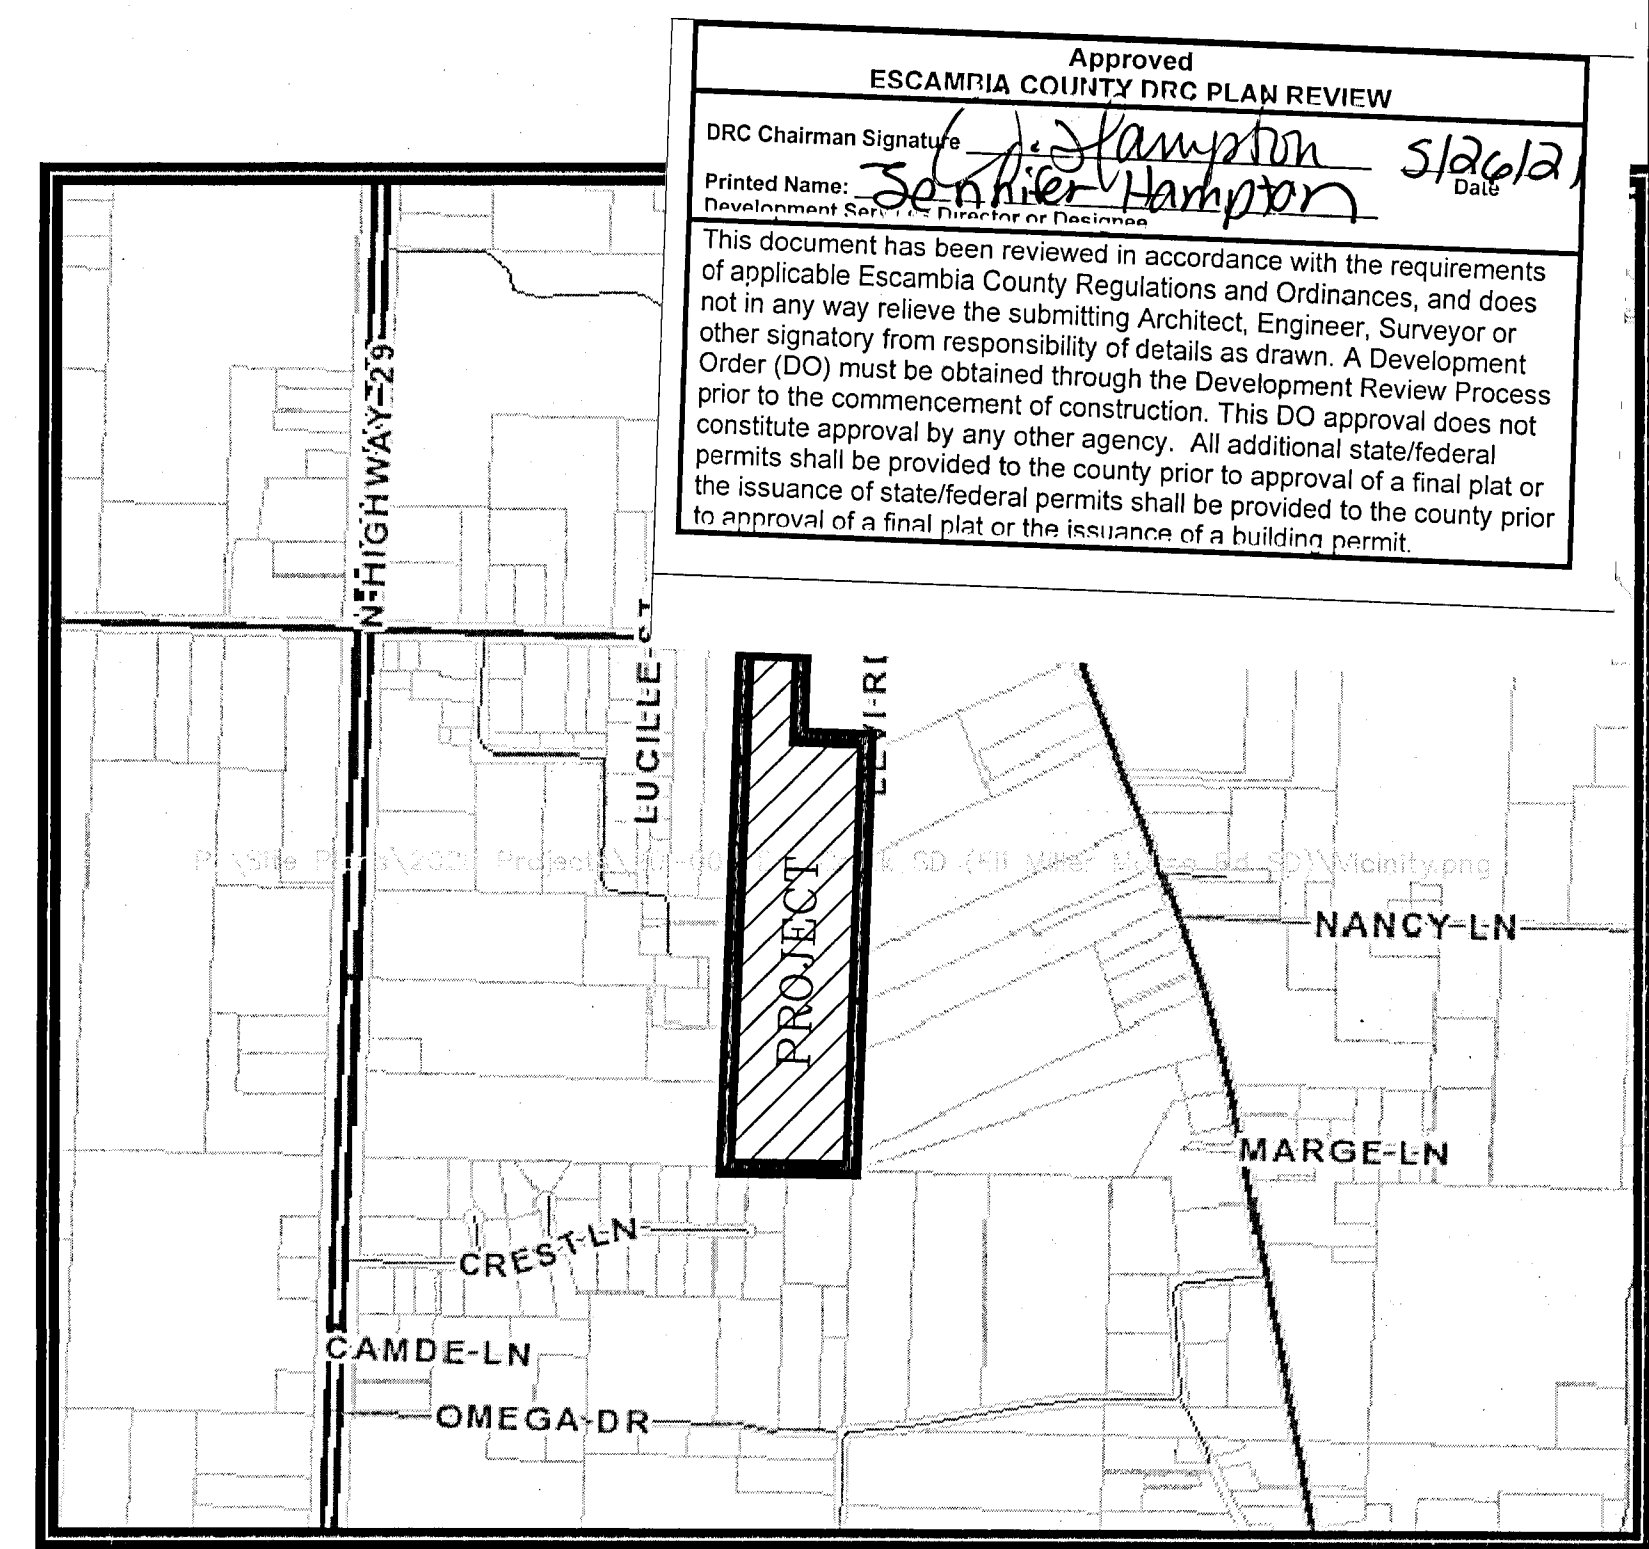 Approved
ESCAMBIA COUNTY DRC PLAN REVIEW
DRC Chairman Signature J. Hampton 5/26/21
Date
Printed Name: Jennifer Hampton
Development Services Director or Designee
This document has been reviewed in accordance with the requirements
of applicable Escambia County Regulations and Ordinances, and does
not in any way relieve the submitting Architect, Engineer, Surveyor or
other signatory from responsibility of details as drawn. A Development
Order (DO) must be obtained through the Development Review Process
prior to the commencement of construction. This DO approval does not
constitute approval by any other agency. All additional state/federal
permits shall be provided to the county prior to approval of a final plat or
the issuance of state/federal permits shall be provided to the county prior
to approval of a final plat or the issuance of a building permit.
N HIGHWAY 29
LUCILLE ST
PROJECT
NANCY LN
MARGE LN
CREST LN
CAMDE LN
OMEGA DR